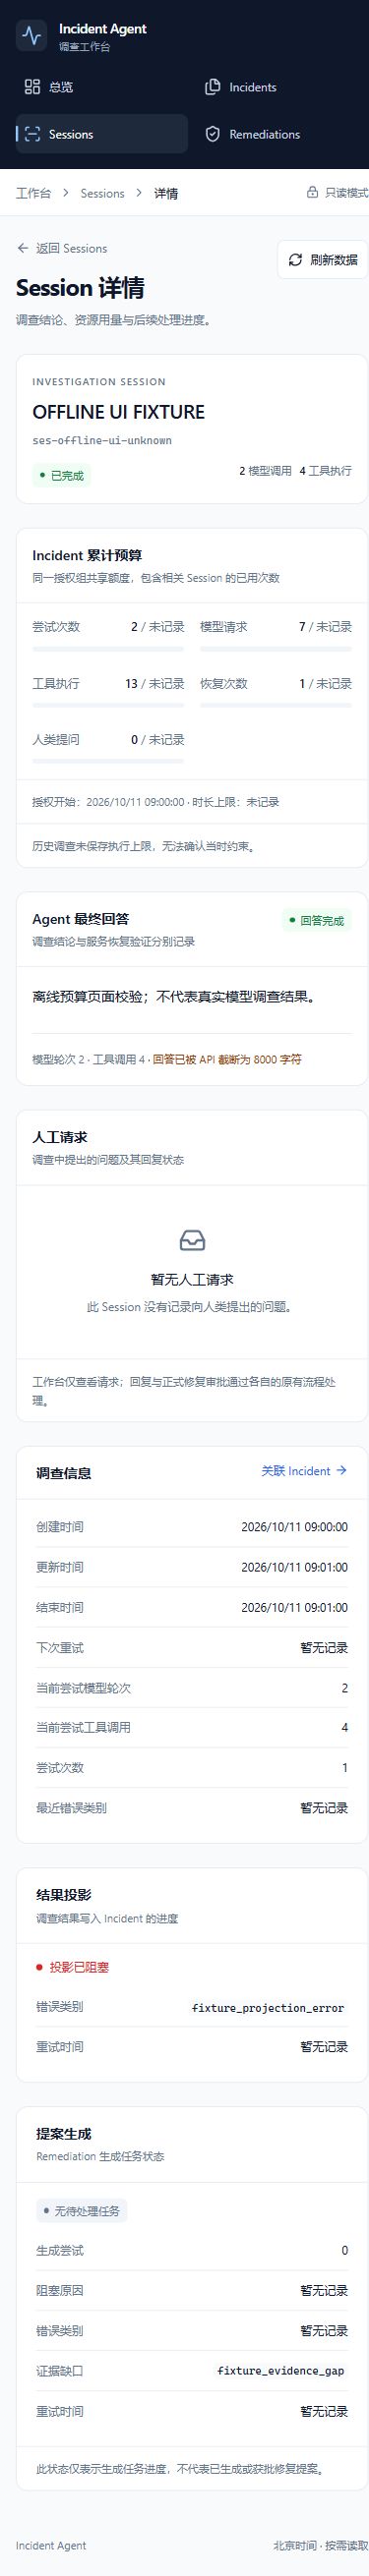 Incident Agent
调查工作台
总览
Incidents
Sessions
Remediations
工作台 > Sessions > 详情
只读模式
← 返回 Sessions
刷新数据
Session 详情
调查结论、资源用量与后续处理进度。
INVESTIGATION SESSION
OFFLINE UI FIXTURE
ses-offline-ui-unknown
已完成
2 模型调用 4 工具执行
Incident 累计预算
同一授权组共享额度，包含相关 Session 的已用次数
尝试次数 2 / 未记录
模型请求 7 / 未记录
工具执行 13 / 未记录
恢复次数 1 / 未记录
人类提问 0 / 未记录
授权开始：2026/10/11 09:00:00 · 时长上限：未记录
历史调查未保存执行上限，无法确认当时约束。
Agent 最终回答
回答完成
调查结论与服务恢复验证分别记录
离线预算页面校验；不代表真实模型调查结果。
模型轮次 2 · 工具调用 4 · 回答已被 API 截断为 8000 字符
人工请求
调查中提出的问题及其回复状态
暂无人工请求
此 Session 没有记录向人类提出的问题。
工作台仅查看请求；回复与正式修复审批通过各自的原有流程处
理。
调查信息
关联 Incident →
创建时间 2026/10/11 09:00:00
更新时间 2026/10/11 09:01:00
结束时间 2026/10/11 09:01:00
下次重试 暂无记录
当前尝试模型轮次 2
当前尝试工具调用 4
尝试次数 1
最近错误类别 暂无记录
结果投影
调查结果写入 Incident 的进度
投影已阻塞
错误类别 fixture_projection_error
重试时间 暂无记录
提案生成
Remediation 生成任务状态
无待处理任务
生成尝试 0
阻塞原因 暂无记录
错误类别 暂无记录
证据缺口 fixture_evidence_gap
重试时间 暂无记录
此状态仅表示生成任务进度，不代表已生成或获批修复提案。
Incident Agent
北京时间 · 按需读取